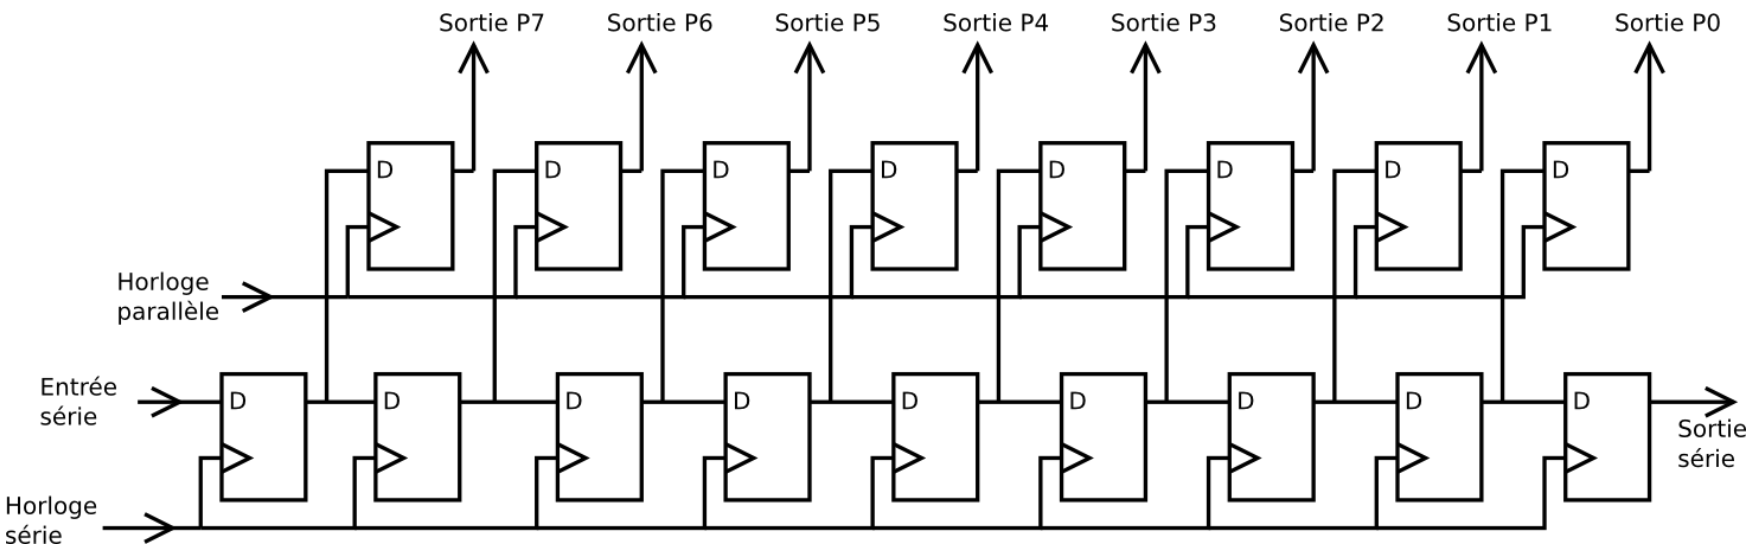 Sortie P7 Sortie P6 Sortie P5 Sortie P4 Sortie P3 Sortie P2 Sortie P1 Sortie P0
D D D D D D D D
Horloge
parallèle
Entrée
série
D D D D D D D D D
Sortie
série
Horloge
série